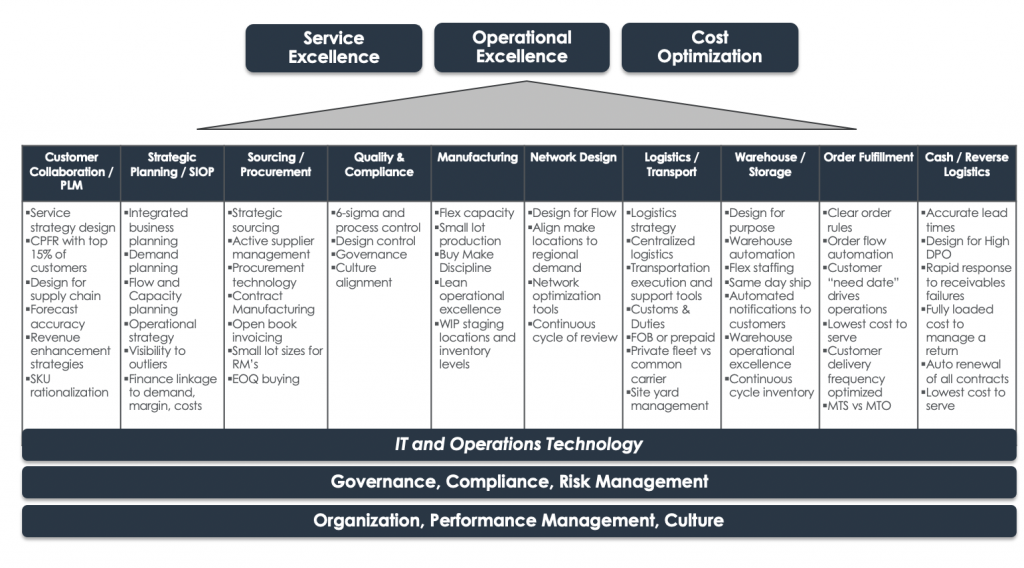 Service
Excellence
Operational
Excellence
Cost
Optimization
Customer
Collaboration /
PLM
▪Service
strategy design
▪CPFR with top
15% of
customers
▪Design for
supply chain
▪Forecast
accuracy
▪Revenue
enhancement
strategies
▪SKU
rationalization
Strategic
Planning / SIOP
▪Integrated
business
planning
▪Demand
planning
▪Flow and
Capacity
planning
▪Operational
strategy
▪Visibility to
outliers
▪Finance linkage
to demand,
margin, costs
Sourcing /
Procurement
▪Strategic
sourcing
▪Active supplier
management
▪Procurement
technology
▪Contract
Manufacturing
▪Open book
invoicing
▪Small lot sizes for
RM's
▪EOQ buying
Quality &
Compliance
▪6-sigma and
process control
▪Design control
▪Governance
▪Culture
alignment
Manufacturing
▪Flex capacity
▪Small lot
production
▪Buy Make
Discipline
▪Lean
operational
excellence
▪WIP staging
locations and
inventory
levels
Network Design
▪Design for Flow
▪Align make
locations to
regional
demand
▪Network
optimization
tools
▪Continuous
cycle of review
Logistics /
Transport
▪Logistics
strategy
▪Centralized
logistics
▪Transportation
execution and
support tools
▪Customs &
Duties
▪FOB or prepaid
▪Private fleet vs
common
carrier
▪Site yard
management
Warehouse /
Storage
▪Design for
purpose
▪Warehouse
automation
▪Flex staffing
▪Same day ship
▪Automated
notifications to
customers
▪Warehouse
operational
excellence
▪Continuous
cycle inventory
Order Fulfillment
▪Clear order
rules
▪Order flow
automation
▪Customer
“need date”
drives
operations
▪Lowest cost to
serve
▪Customer
delivery
frequency
optimized
▪MTS vs MTO
Cash / Reverse
Logistics
▪Accurate lead
times
▪Design for High
DPO
▪Rapid response
to receivables
failures
▪Fully loaded
cost to
manage a
return
▪Auto renewal
of all contracts
▪Lowest cost to
serve
IT and Operations Technology
Governance, Compliance, Risk Management
Organization, Performance Management, Culture